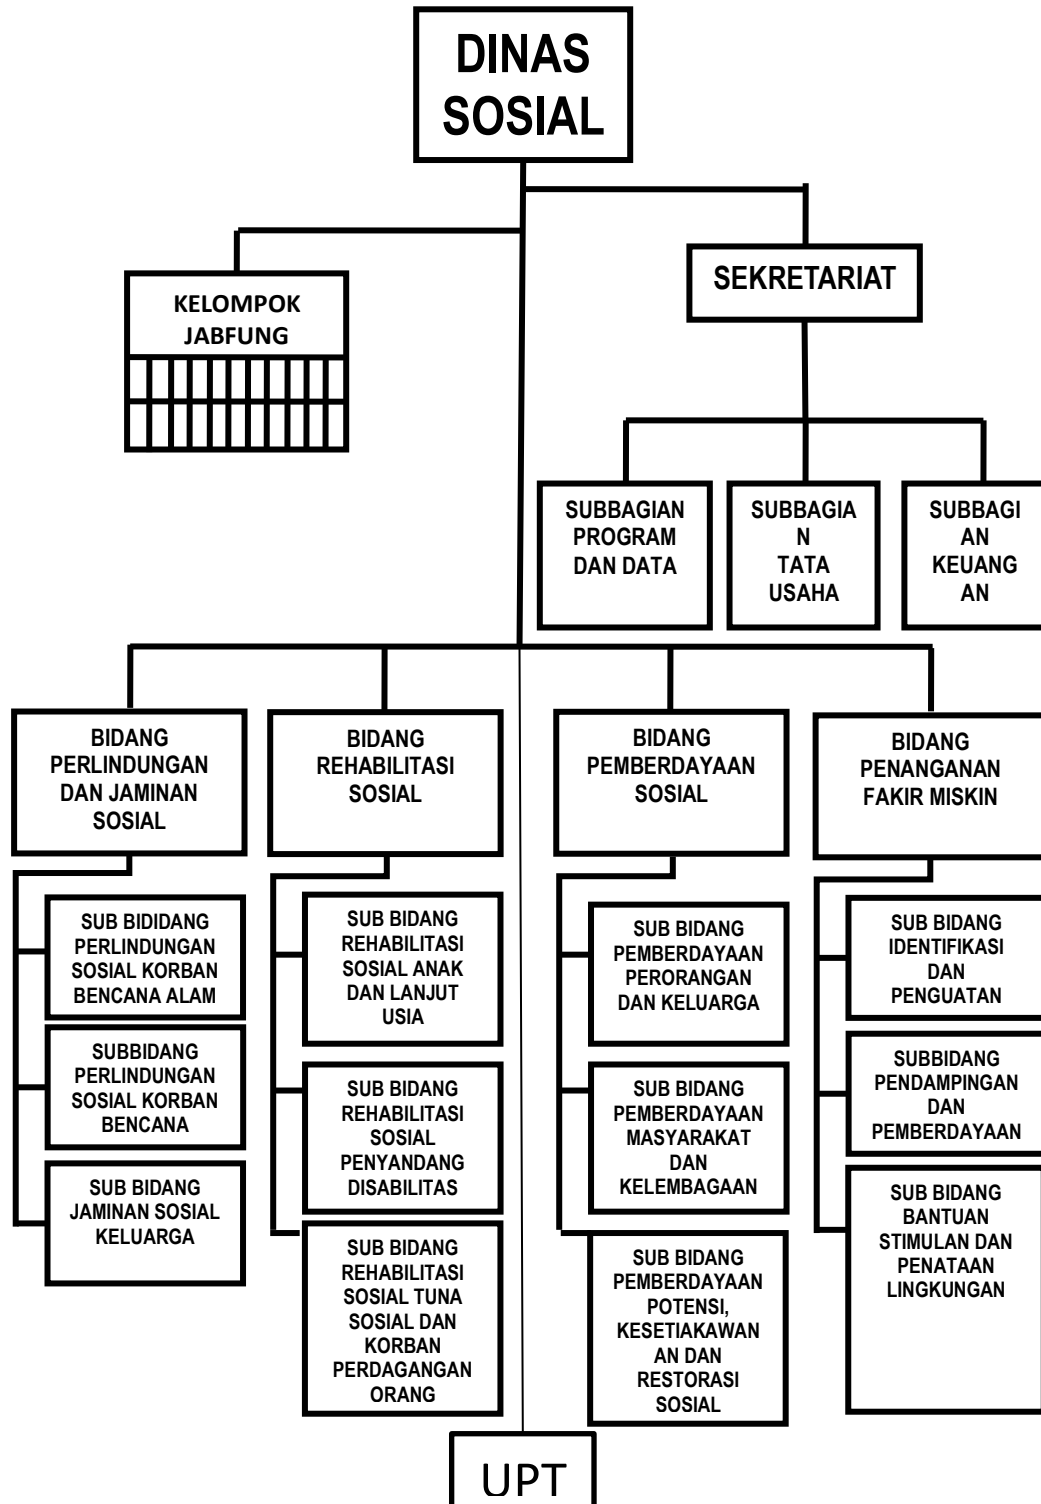 DINAS
SOSIAL
SEKRETARIAT
KELOMPOK
JABFUNG
SUBBAGIAN
PROGRAM
DAN DATA
SUBBAGIA
N
TATA
USAHA
SUBBAGI
AN
KEUANG
AN
BIDANG
PERLINDUNGAN
DAN JAMINAN
SOSIAL
BIDANG
REHABILITASI
SOSIAL
BIDANG
PEMBERDAYAAN
SOSIAL
BIDANG
PENANGANAN
FAKIR MISKIN
SUB BIDIDANG
PERLINDUNGAN
SOSIAL KORBAN
BENCANA ALAM
SUBBIDANG
PERLINDUNGAN
SOSIAL KORBAN
BENCANA
SUB BIDANG
JAMINAN SOSIAL
KELUARGA
SUB BIDANG
REHABILITASI
SOSIAL ANAK
DAN LANJUT
USIA
SUB BIDANG
REHABILITASI
SOSIAL
PENYANDANG
DISABILITAS
SUB BIDANG
REHABILITASI
SOSIAL TUNA
SOSIAL DAN
KORBAN
PERDAGANGAN
ORANG
SUB BIDANG
PEMBERDAYAAN
PERORANGAN
DAN KELUARGA
SUB BIDANG
PEMBERDAYAAN
MASYARAKAT
DAN
KELEMBAGAAN
SUB BIDANG
PEMBERDAYAAN
POTENSI,
KESETIAKAWAN
AN DAN
RESTORASI
SOSIAL
SUB BIDANG
IDENTIFIKASI
DAN
PENGUATAN
SUBBIDANG
PENDAMPINGAN
DAN
PEMBERDAYAAN
SUB BIDANG
BANTUAN
STIMULAN DAN
PENATAAN
LINGKUNGAN
UPT